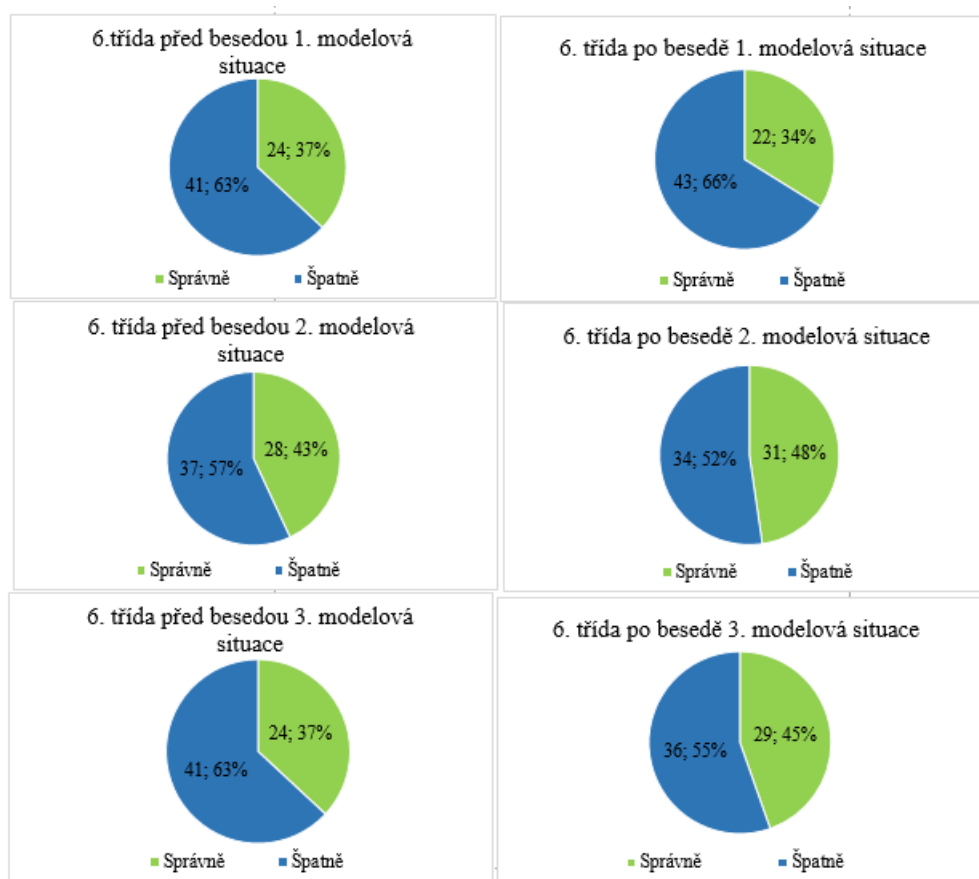 6.třída před besedou 1. modelová
situace
24; 37%
41; 63%
Správně
Špatně
6. třída po besedě 1. modelová situace
22; 34%
43; 66%
Správně
Špatně
6. třída před besedou 2. modelová
situace
28; 43%
37; 57%
Správně
Špatně
6. třída po besedě 2. modelová situace
34; 52%
31; 48%
Správně
Špatně
6. třída před besedou 3. modelová
situace
24; 37%
41; 63%
Správně
Špatně
6. třída po besedě 3. modelová situace
29; 45%
36; 55%
Správně
Špatně